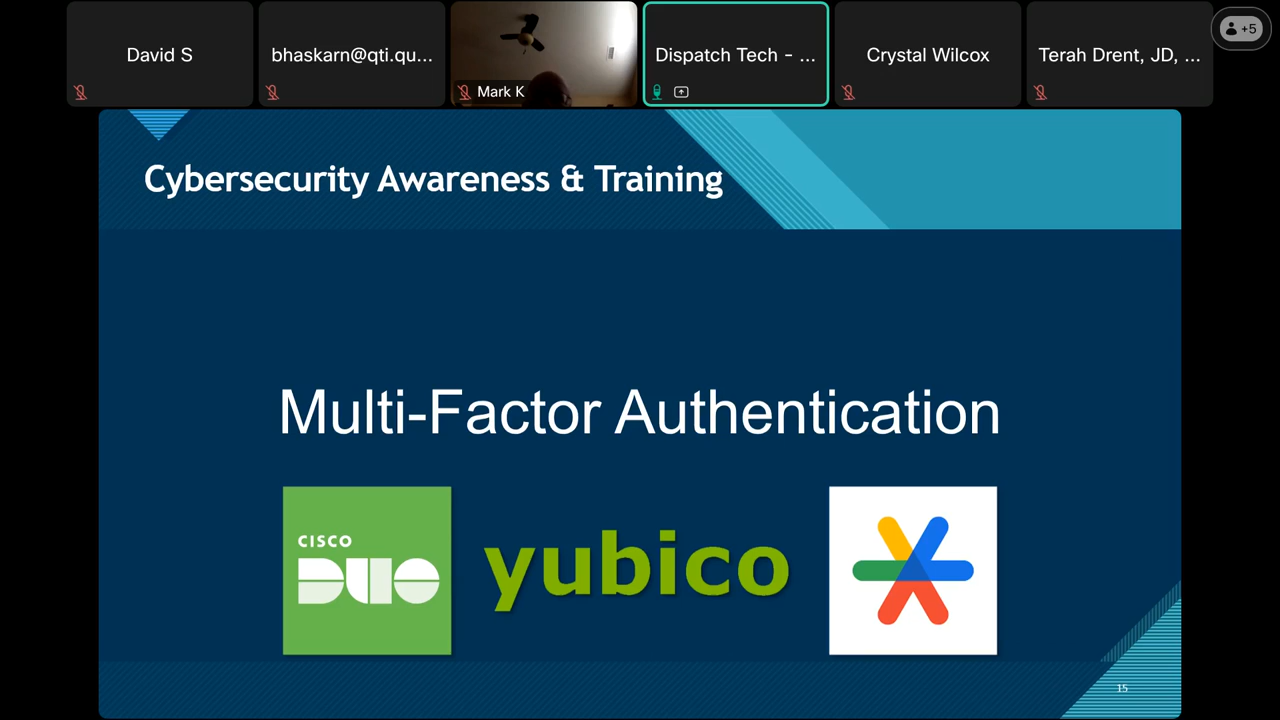 David S
bhaskarn@qti.qu...
Mark K
Dispatch Tech - ...
Crystal Wilcox
Terah Drent, JD, ...
+5
Cybersecurity Awareness & Training
Multi-Factor Authentication
CISCO
DUO
yubico
15